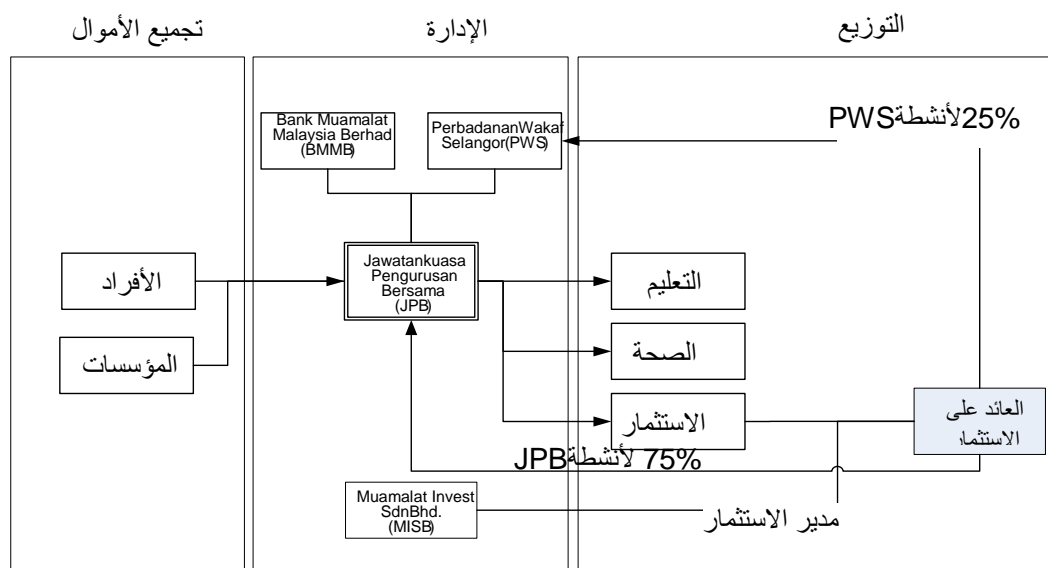 التوزيع
الإدارة
تجميع الأموال
Bank Muamalat
Malaysia Berhad
(BMMB)
PerbadananWakaf
Selangor(PWS)
25%لأنشطةPWS
الأفراد
المؤسسات
Jawatankuasa
Pengurusan
Bersama
(JPB)
التعليم
الصحة
الاستثمار
العائد على
الاستثمار
75% لأنشطةJPB
Muamalat Invest
SdnBhd.
(MISB)
مدير الاستثمار